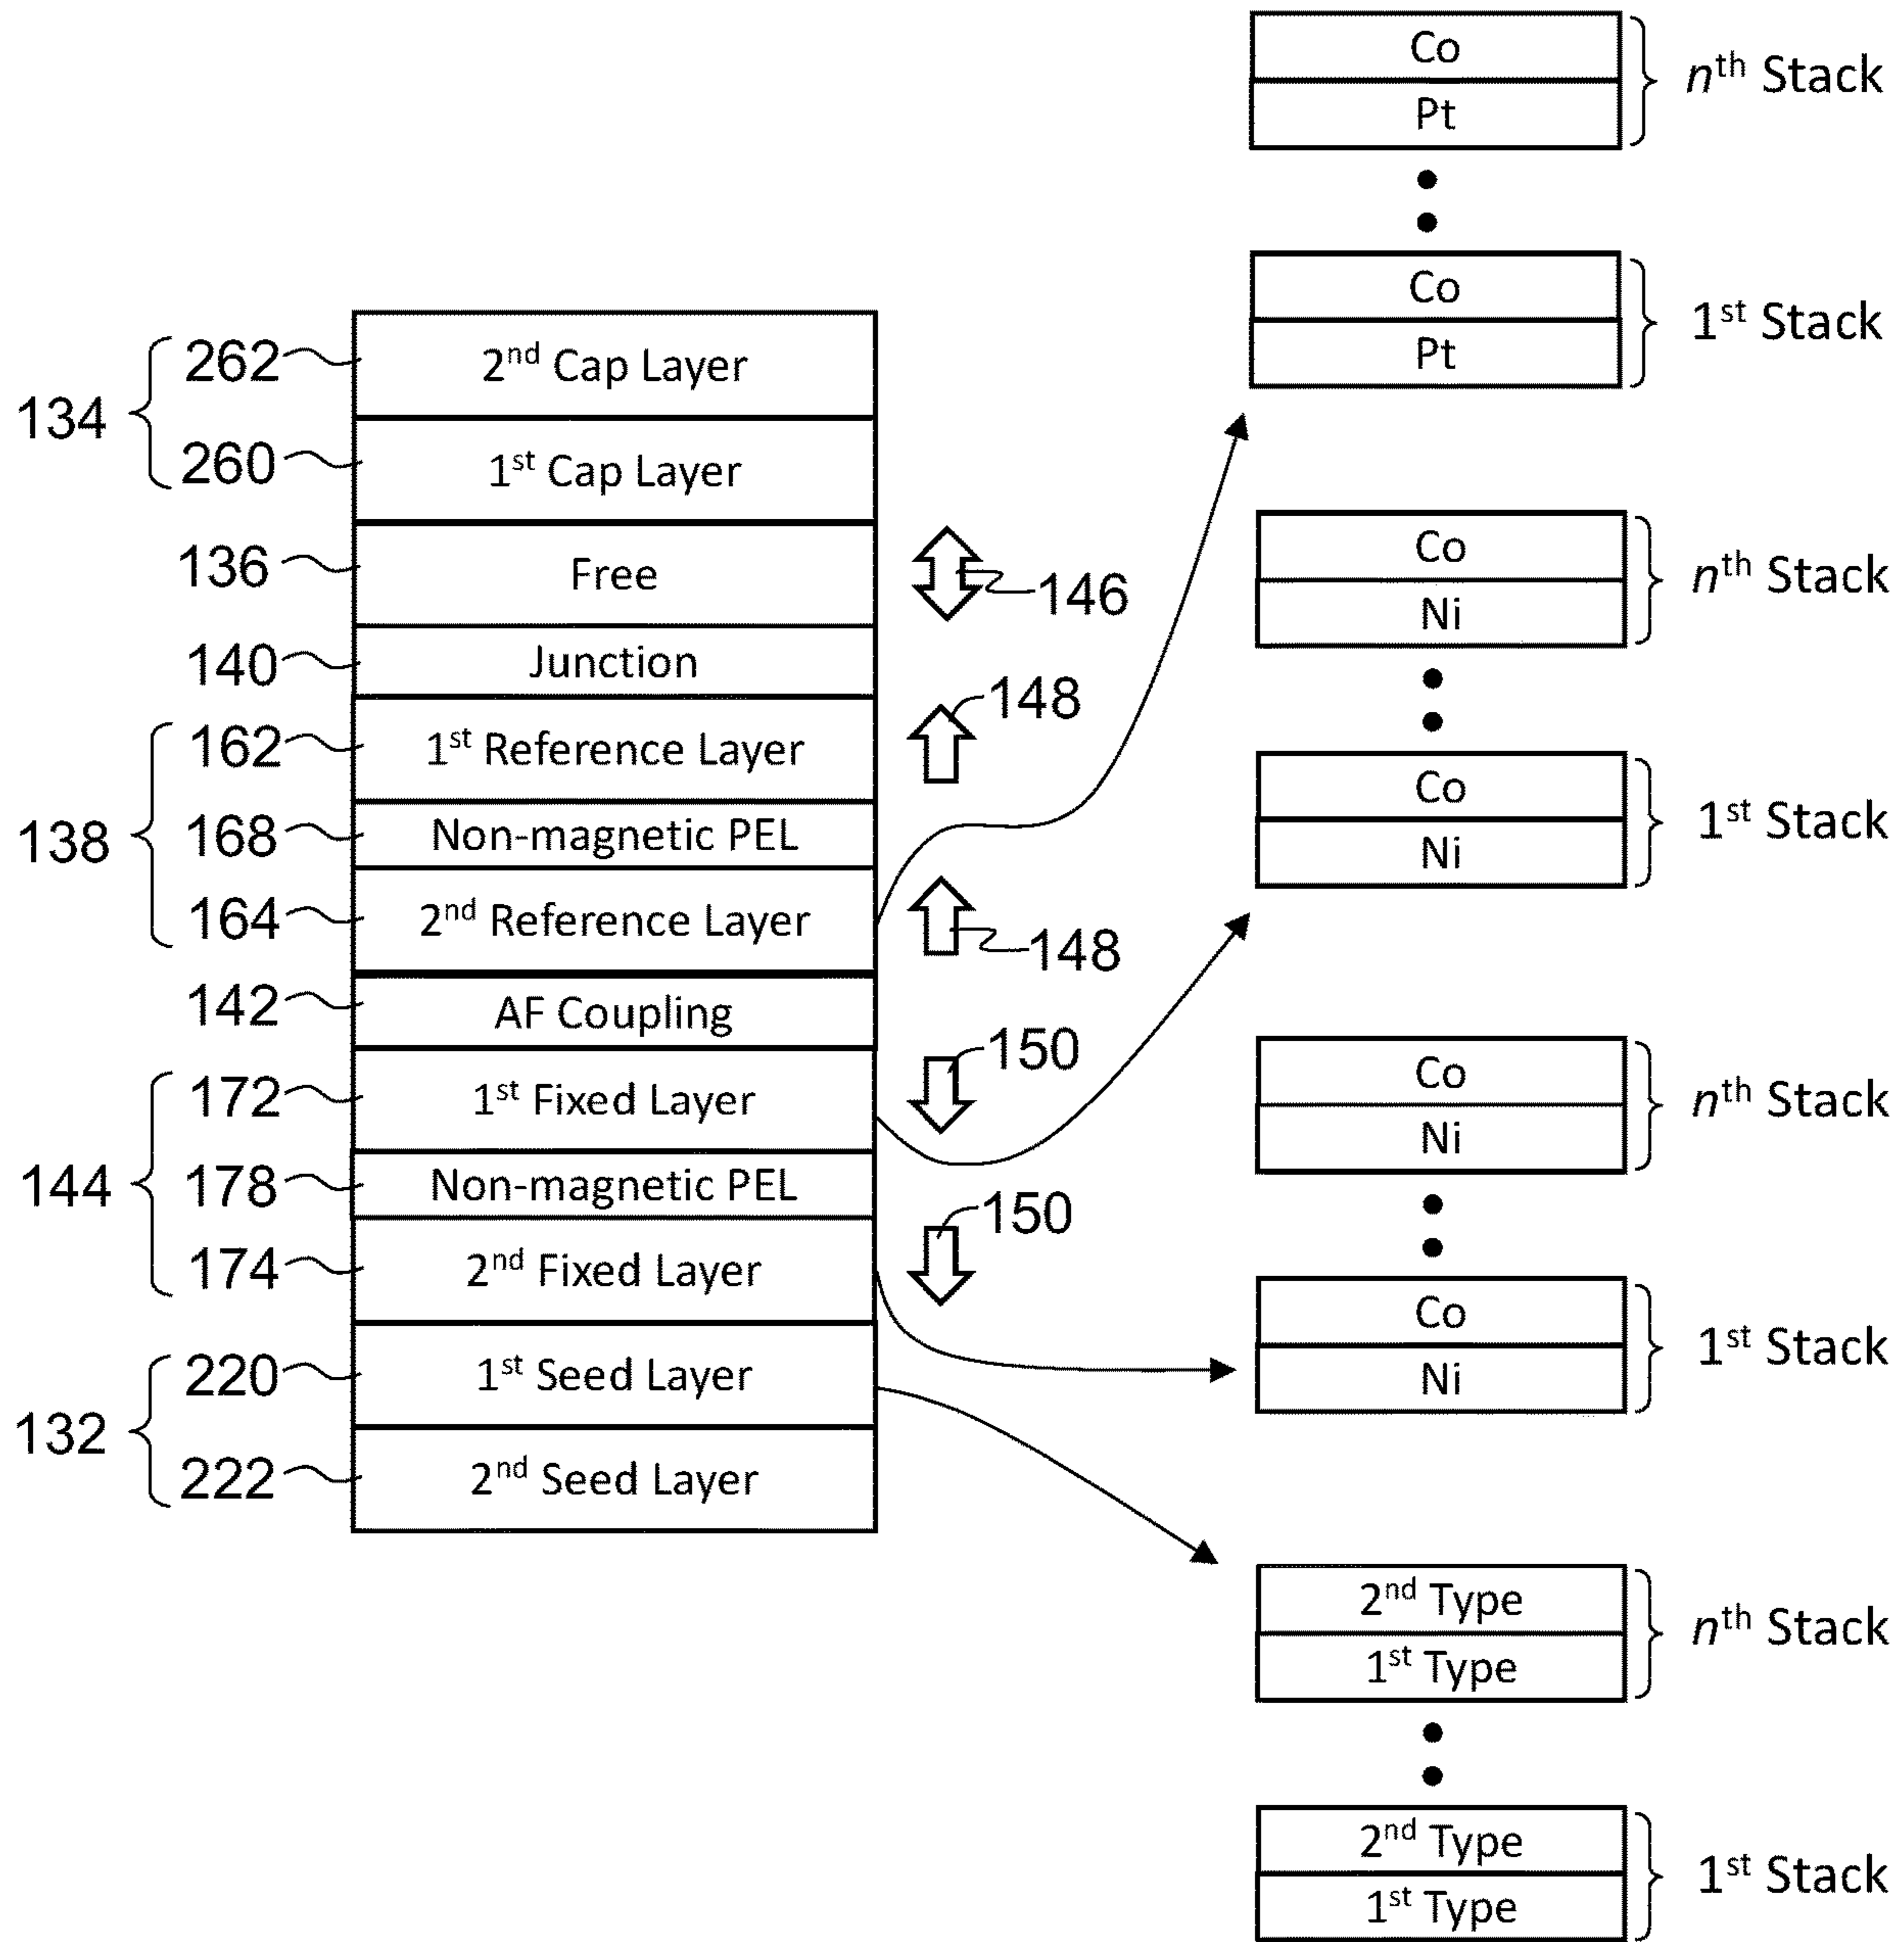 134
262
2nd Cap Layer
260
1st Cap Layer
136
Free
146
140
Junction
138
162
1st Reference Layer
148
168
Non-magnetic PEL
164
2nd Reference Layer
148
142
AF Coupling
144
172
1st Fixed Layer
150
178
Non-magnetic PEL
174
2nd Fixed Layer
150
132
220
1st Seed Layer
222
2nd Seed Layer
Co
Pt
nth Stack
Co
Pt
1st Stack
Co
Ni
nth Stack
Co
Ni
1st Stack
Co
Ni
nth Stack
Co
Ni
1st Stack
2nd Type
1st Type
nth Stack
2nd Type
1st Type
1st Stack